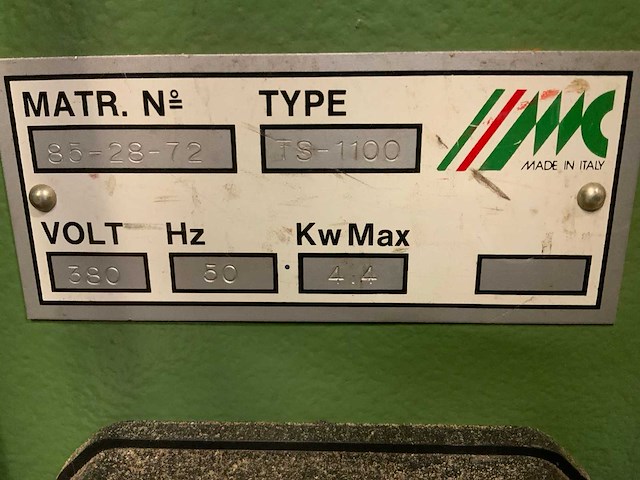 MATR. Nº TYPE
85-28-72 TS-1100
MADE IN ITALY
VOLT Hz Kw Max
380 50 4.4